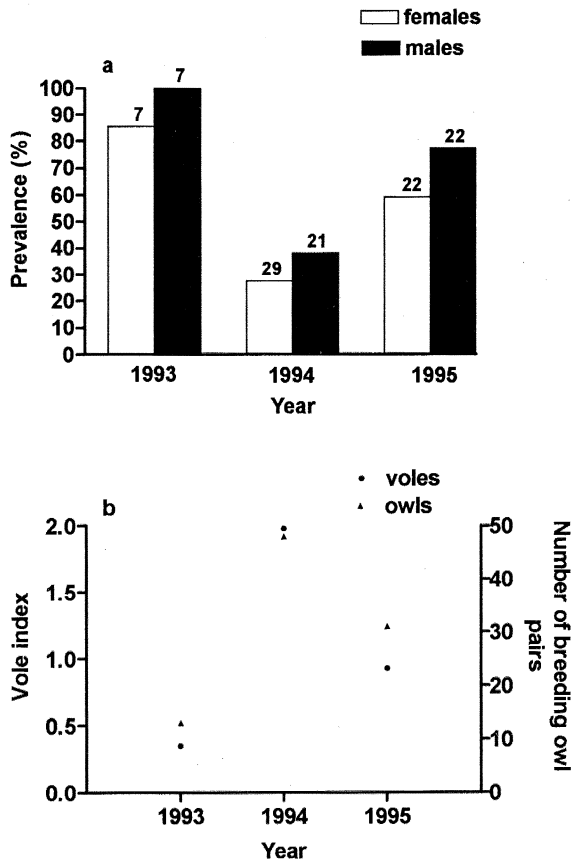 females
males
a
100
90
80
70
60
50
40
30
20
10
0
Prevalence (%)
7
7
29
21
22
22
1993
1994
1995
Year
b
voles
owls
2.0
1.5
1.0
0.5
0.0
Vole index
50
40
30
20
10
0
Number of breeding owl
pairs
1993
1994
1995
Year